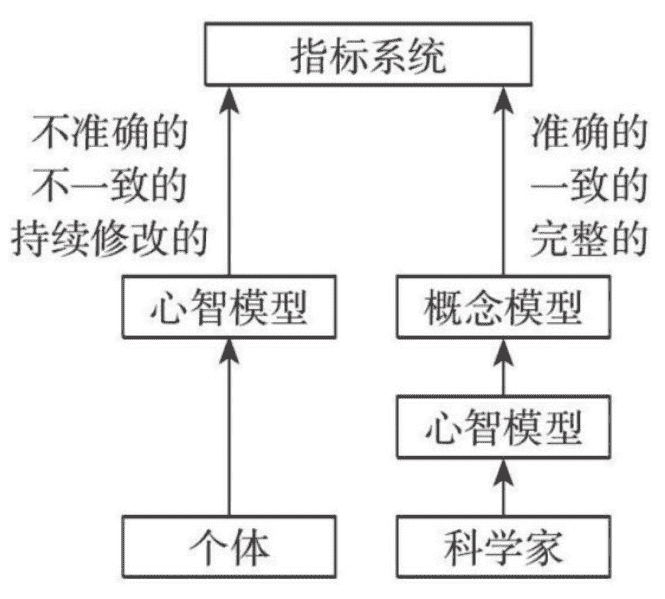 指标系统
不准确的
不一致的
持续修改的
准确的
一致的
完整的
心智模型
概念模型
心智模型
个体
科学家